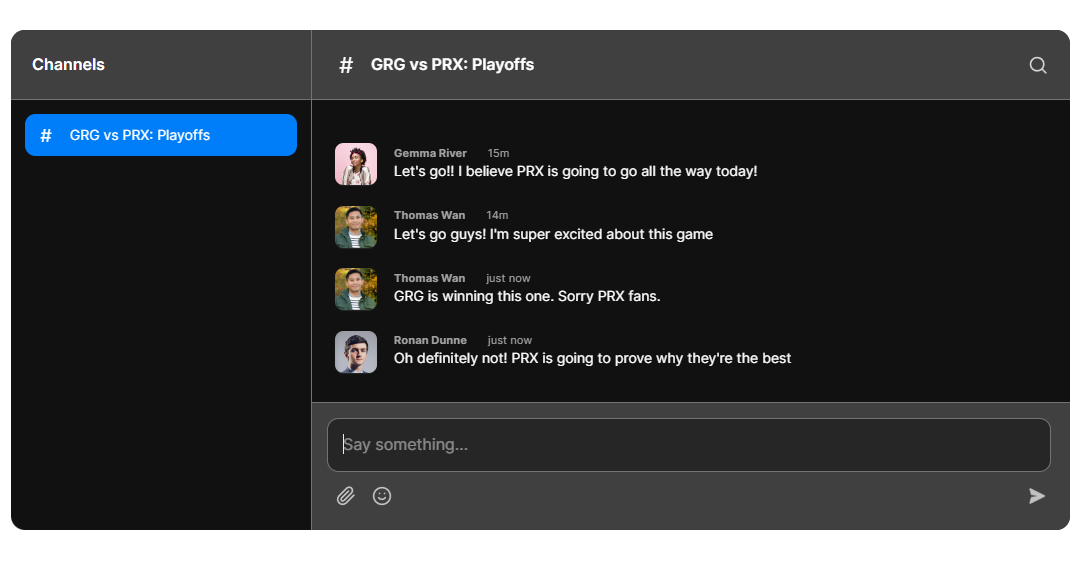 Channels
# GRG vs PRX: Playoffs
# GRG vs PRX: Playoffs
Gemma River 15m
Let's go!! I believe PRX is going to go all the way today!
Thomas Wan 14m
Let's go guys! I'm super excited about this game
Thomas Wan just now
GRG is winning this one. Sorry PRX fans.
Ronan Dunne just now
Oh definitely not! PRX is going to prove why they're the best
Say something...